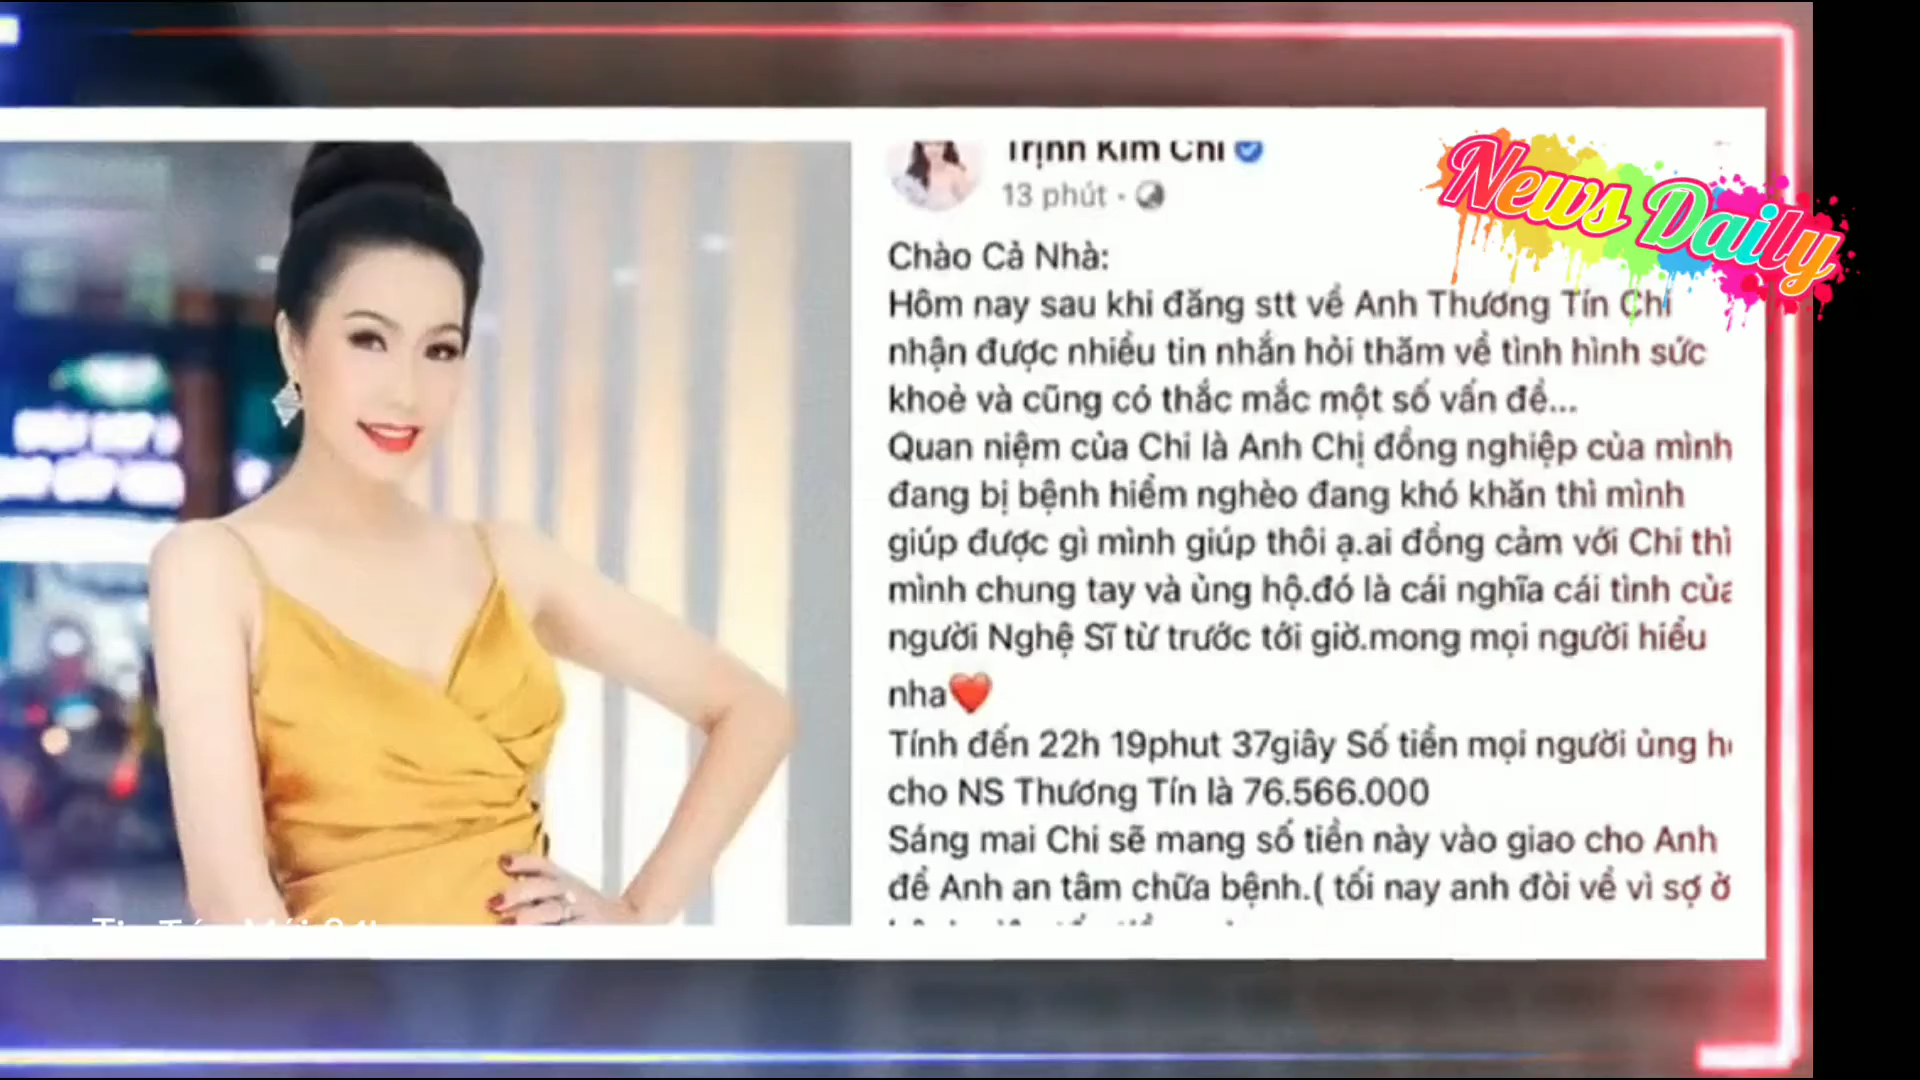 Trịnh Kim Chi
13 phút ·
News Daily
Chào Cả Nhà:
Hôm nay sau khi đăng stt về Anh Thương Tín Chi
nhận được nhiều tin nhắn hỏi thăm về tình hình sức
khoẻ và cũng có thắc mắc một số vấn đề...
Quan niệm của Chi là Anh Chị đồng nghiệp của mình
đang bị bệnh hiểm nghèo đang khó khăn thì mình
giúp được gì mình giúp thôi ạ.ai đồng cảm với Chi thì
mình chung tay và ủng hộ.đó là cái nghĩa cái tình của
người Nghệ Sĩ từ trước tới giờ.mong mọi người hiểu
nha❤️
Tính đến 22h 19phut 37giây Số tiền mọi người ủng
cho NS Thương Tín là 76.566.000
Sáng mai Chi sẽ mang số tiền này vào giao cho Anh
để Anh an tâm chữa bệnh.( tối nay anh đòi về vì sợ ở